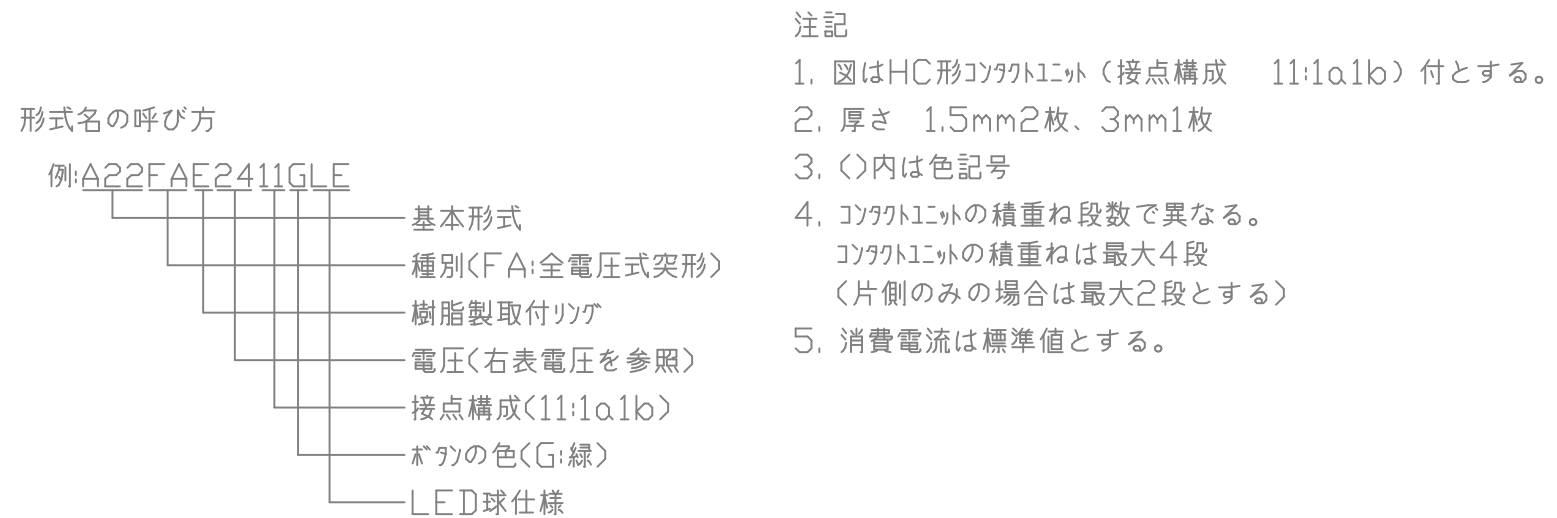 形式名の呼び方
例:A22FAE2411GLE
基本形式
種別(FA:全電圧式突形)
樹脂製取付リング
電圧(右表電圧を参照)
接点構成(11:1a1b)
ボタンの色(G:緑)
LED球仕様
注記
1. 図はHC形コンタクトユニット(接点構成 11:1a1b)付とする。
2. 厚さ 1.5mm2枚、3mm1枚
3. ()内は色記号
4. コンタクトユニットの積重ね段数で異なる。
コンタクトユニットの積重ねは最大4段
(片側のみの場合は最大2段とする)
5. 消費電流は標準値とする。